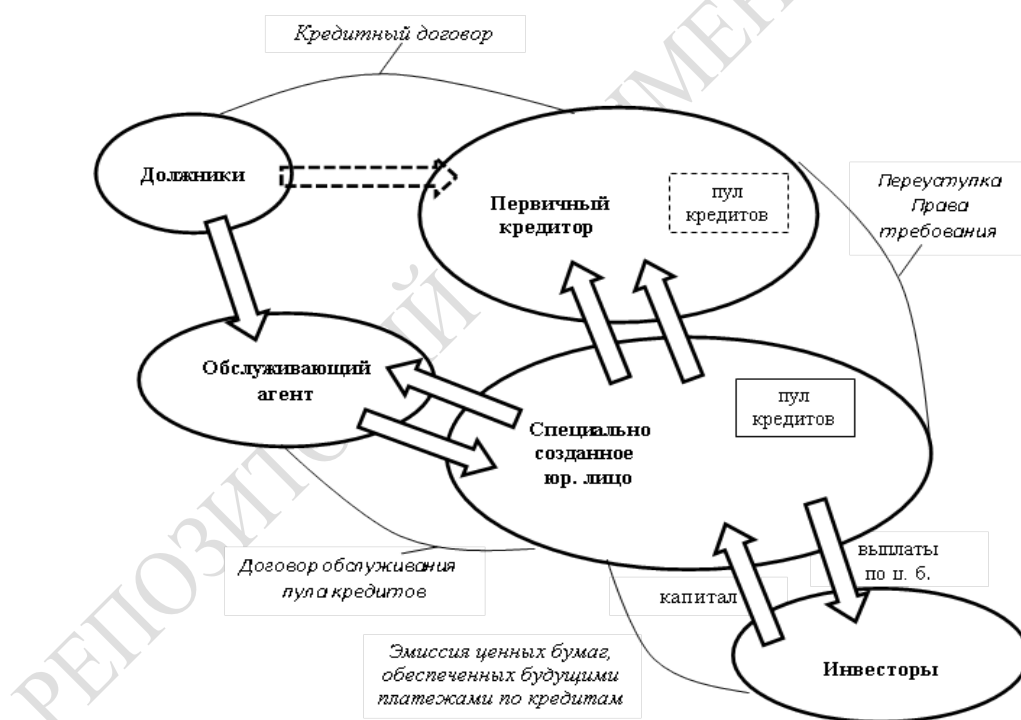 Кредитный договор
Должники
Первичный
кредитор
пул
кредитов
Переуступка
Права
требования
Обслуживающий
агент
пул
кредитов
Специально
созданное
юр. лицо
Договор обслуживания
пула кредитов
выплаты
по ц. б.
капитал
Эмиссия ценных бумаг,
обеспеченных будущими
платежами по кредитам
Инвесторы
РЕПОЗИТОРИЙ